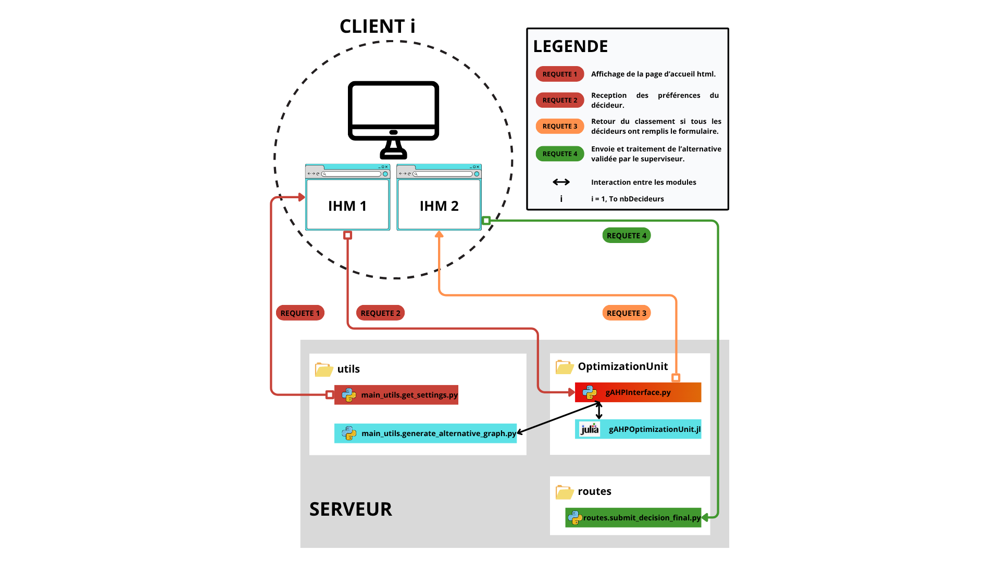 CLIENT i
LEGENDE
REQUETE 1
Affichage de la page d’accueil html.
REQUETE 2
Reception des préférences du
décideur.
REQUETE 3
Retour du classement si tous les
décideurs ont remplis le formulaire.
REQUETE 4
Envoie et traitement de l’alternative
validée par le superviseur.
Interaction entre les modules
i
i = 1, To nbDecideurs
IHM 1
IHM 2
REQUETE 4
REQUETE 1
REQUETE 2
REQUETE 3
utils
main_utils.get_settings.py
main_utils.generate_alternative_graph.py
OptimizationUnit
gAHPInterface.py
julia
gAHPOptimizationUnit.jl
routes
routes.submit_decision_final.py
SERVEUR